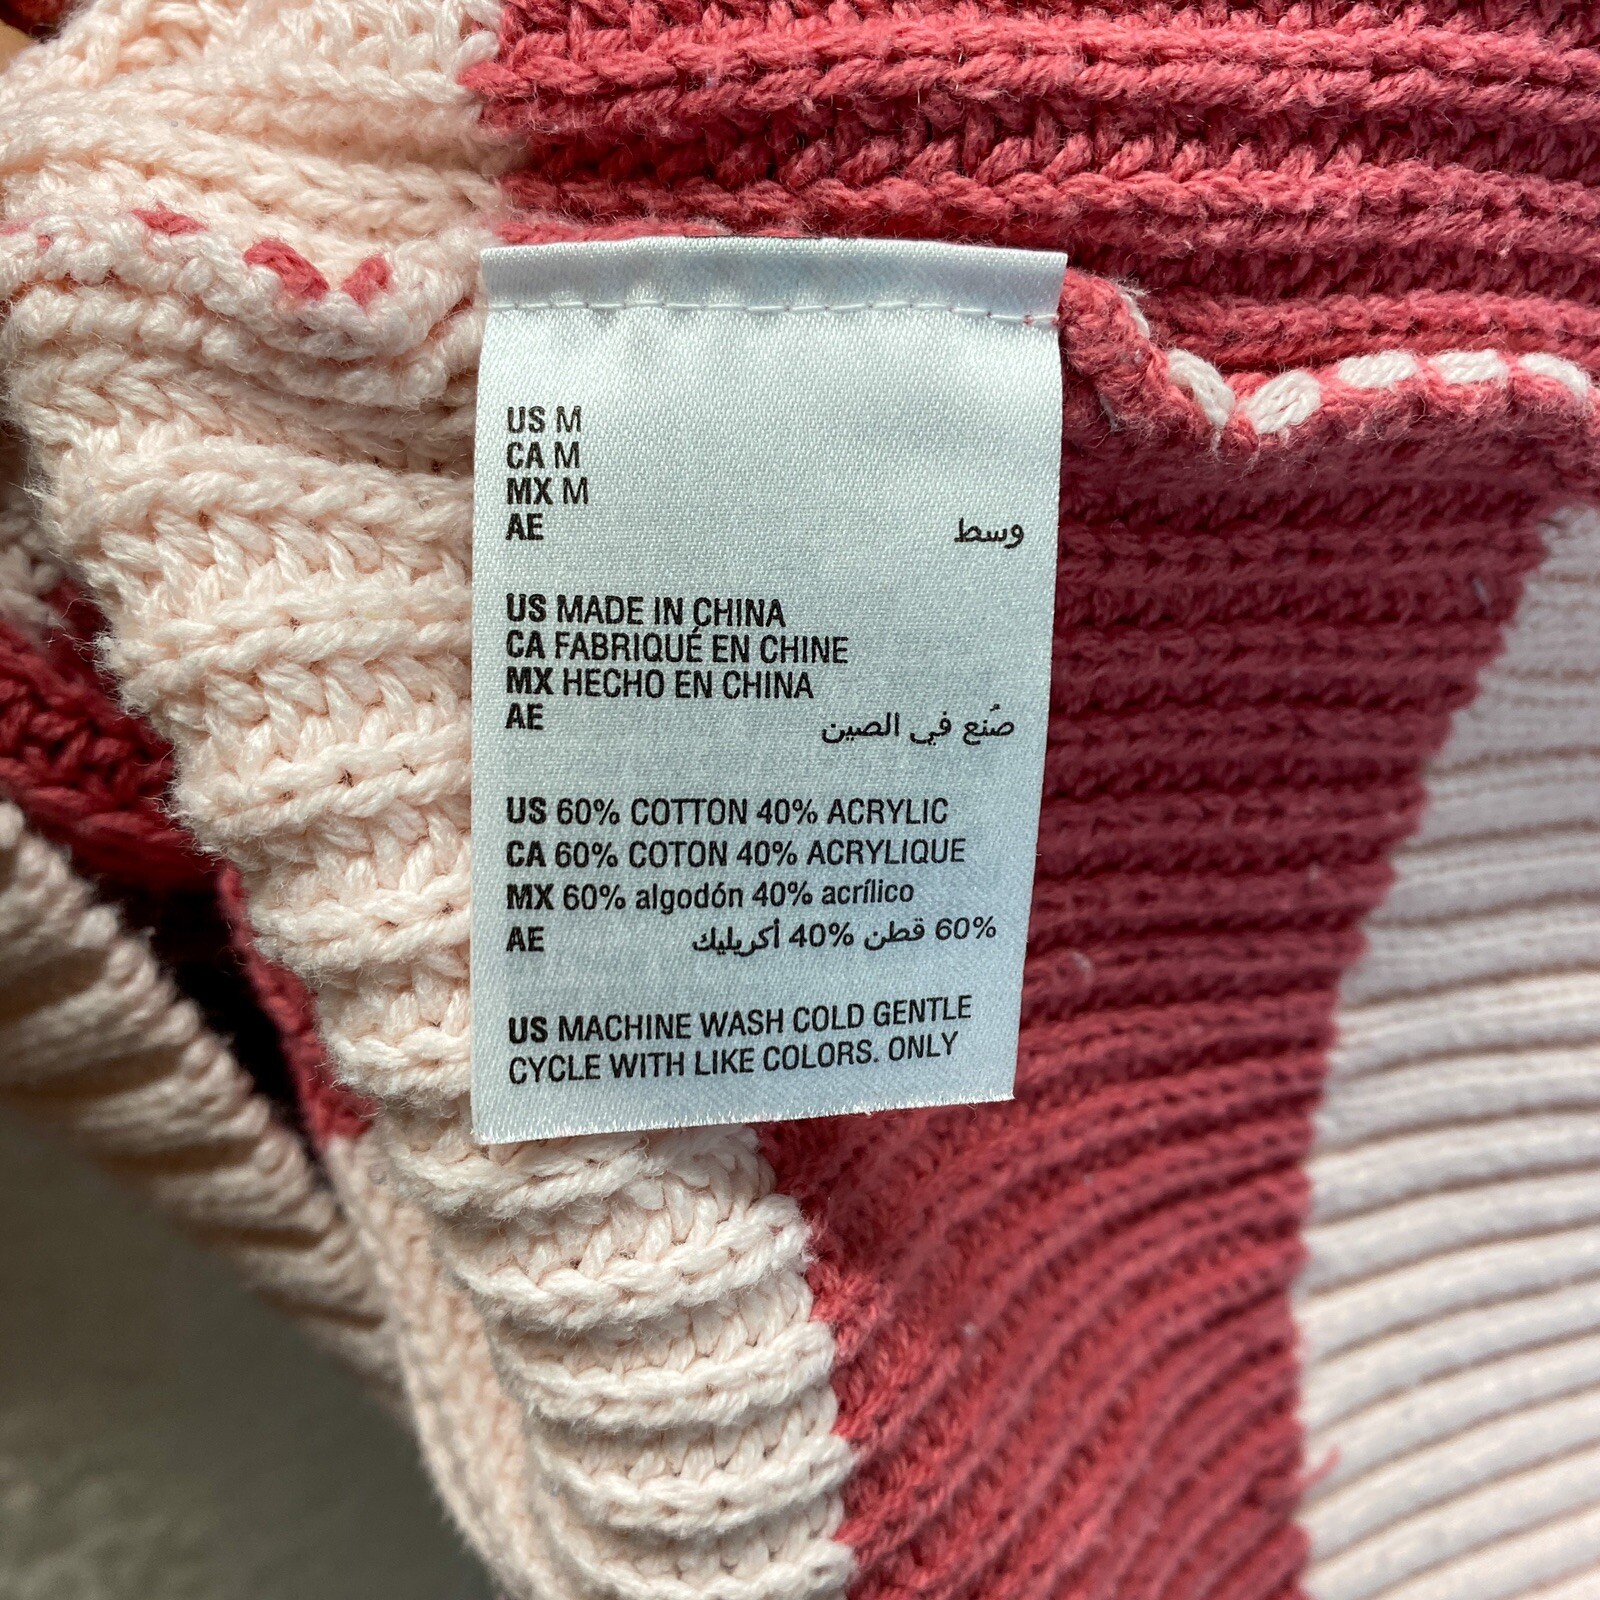 US M
CA M
MX M
AE وسط
US MADE IN CHINA
CA FABRIQUÉ EN CHINE
MX HECHO EN CHINA
AE صُنع في الصين
US 60% COTTON 40% ACRYLIC
CA 60% COTON 40% ACRYLIQUE
MX 60% algodón 40% acrílico
AE 60% قطن 40% أكريليك
US MACHINE WASH COLD GENTLE
CYCLE WITH LIKE COLORS. ONLY